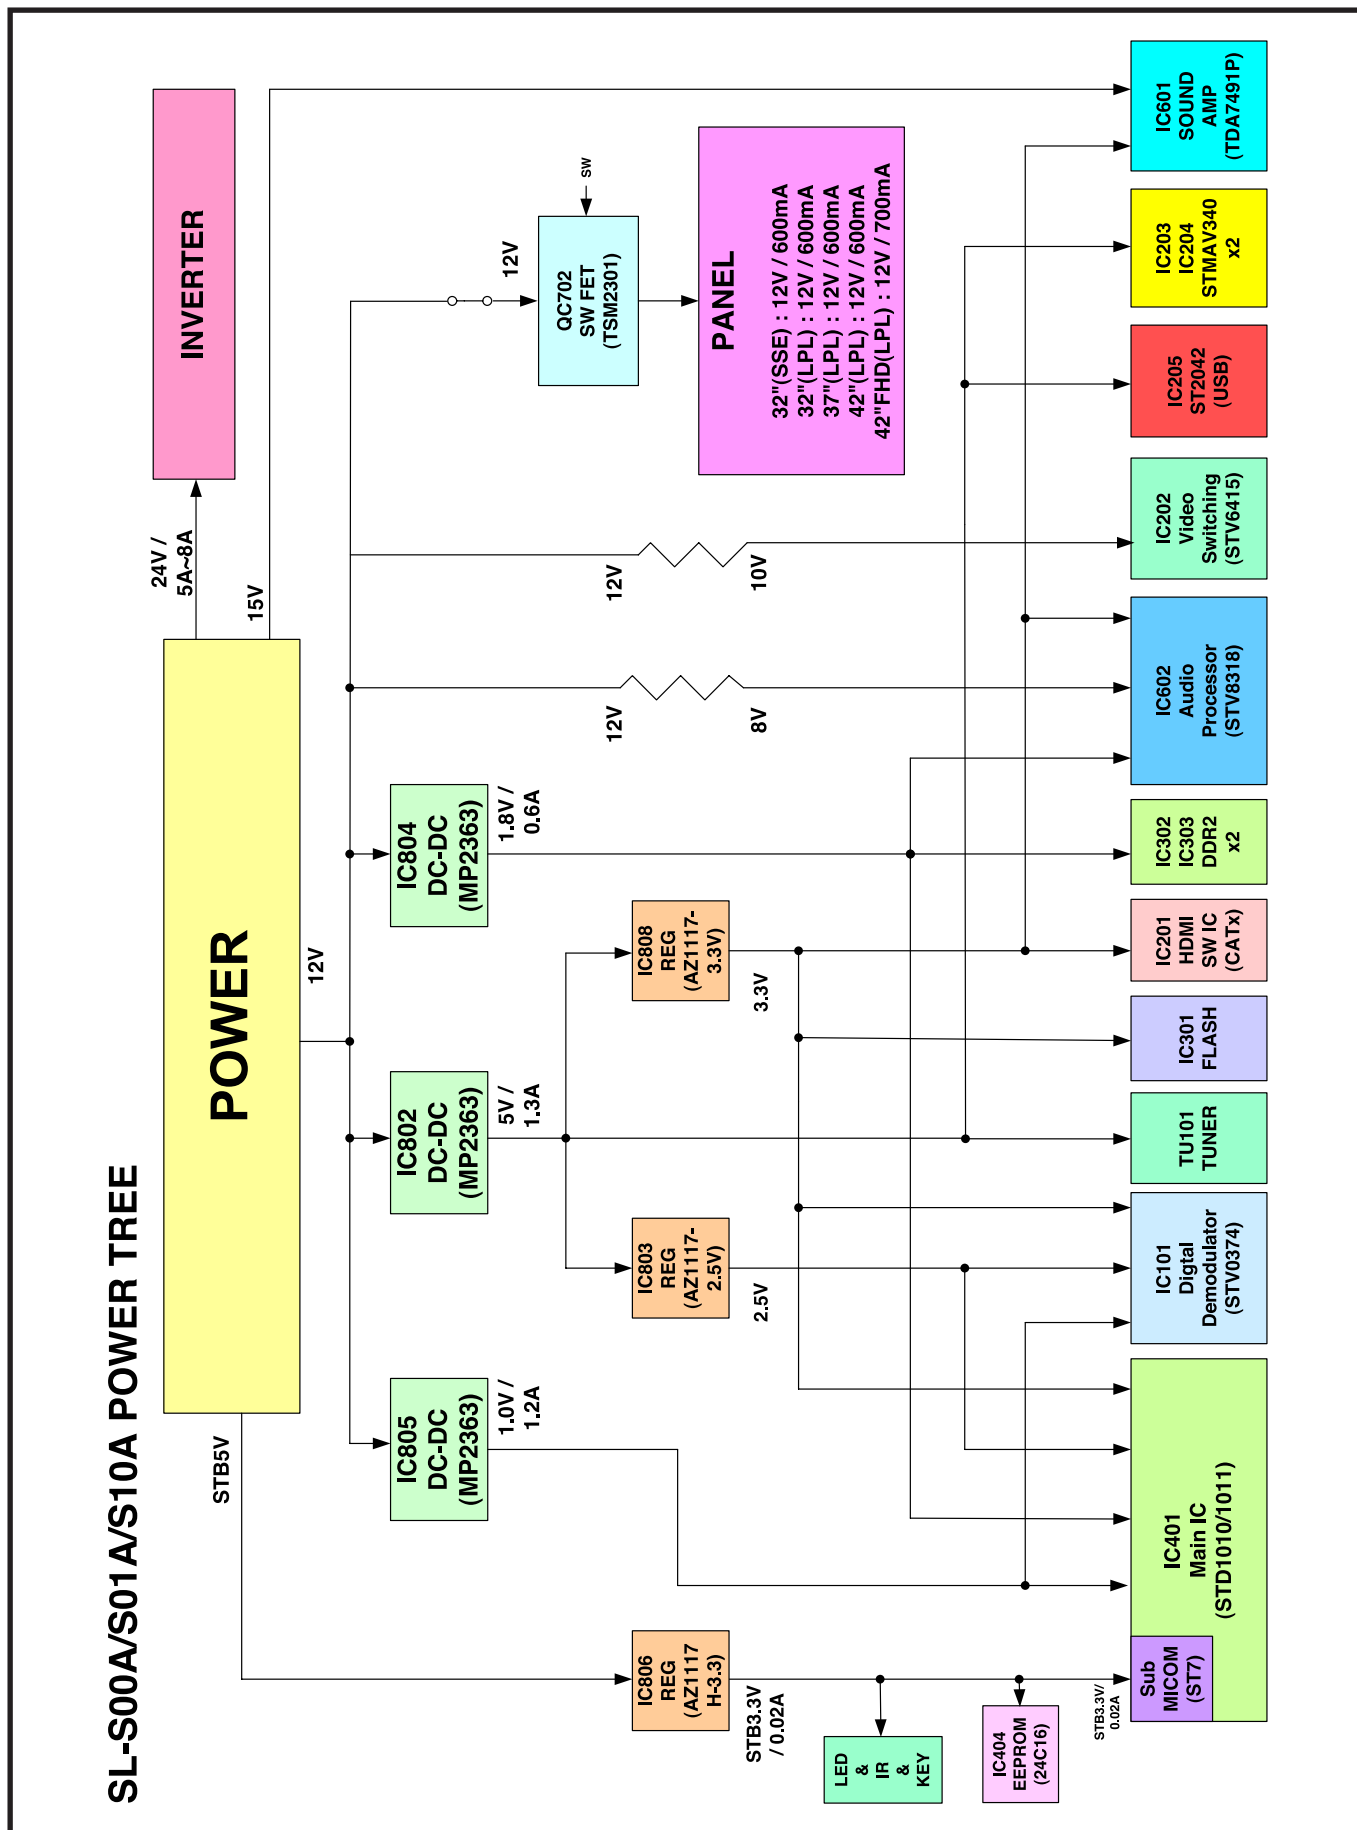 SL-S00A/S01A/S10A POWER TREE
POWER
INVERTER
24V /
5A~8A
15V
12V
STB5V
IC805
DC-DC
(MP2363)
1.0V /
1.2A
IC802
DC-DC
(MP2363)
5V /
1.3A
IC804
DC-DC
(MP2363)
1.8V /
0.6A
12V
8V
12V
10V
12V
QC702
SW FET
(TSM2301)
SW
PANEL
32"(SSE) : 12V / 600mA
32"(LPL) : 12V / 600mA
37"(LPL) : 12V / 600mA
42"(LPL) : 12V / 600mA
42"FHD(LPL) : 12V / 700mA
IC806
REG
(AZ1117
H-3.3)
STB3.3V
/ 0.02A
IC803
REG
(AZ1117-
2.5V)
2.5V
IC808
REG
(AZ1117-
3.3V)
3.3V
LED
&
IR
&
KEY
IC404
EEPROM
(24C16)
STB3.3V/
0.02A
Sub
MICOM
(ST7)
IC401
Main IC
(STD1010/1011)
IC101
Digtal
Demodulator
(STV0374)
TU101
TUNER
IC301
FLASH
IC201
HDMI
SW IC
(CATx)
IC302
IC303
DDR2
x2
IC602
Audio
Processor
(STV8318)
IC202
Video
Switching
(STV6415)
IC205
ST2042
(USB)
IC203
IC204
STMAV340
x2
IC601
SOUND
AMP
(TDA7491P)